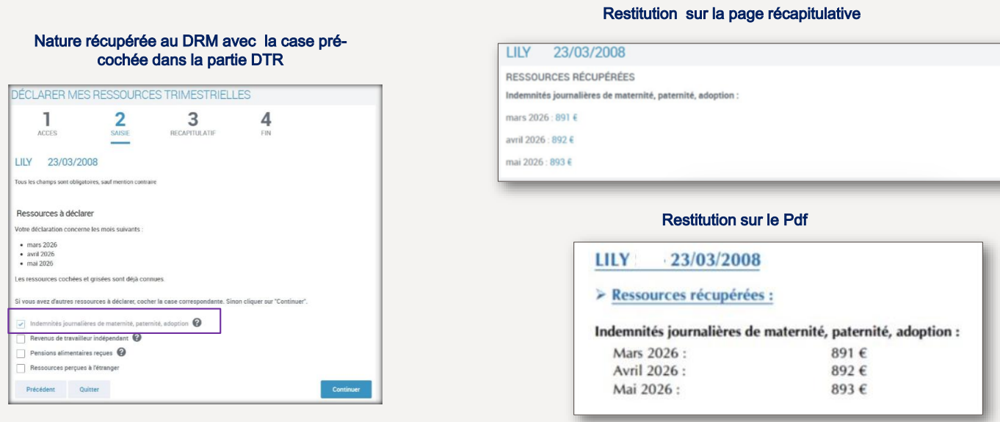 Nature récupérée au DRM avec la case pré-
cochée dans la partie DTR
DÉCLARER MES RESSOURCES TRIMESTRIELLES
1
ACCES
2
SAISIE
3
RECAPITULATIF
4
FIN
LILY 23/03/2008
Tous les champs sont obligatoires, sauf mention contraire
Ressources à déclarer
Votre déclaration concerne les mois suivants :
• mars 2026
• avril 2026
• mai 2026
Les ressources cochées et grisées sont déjà connues.
Si vous avez d'autres ressources à déclarer, cocher la case correspondante. Sinon cliquer sur "Continuer".
Indemnités journalières de maternité, paternité, adoption ?
Revenus de travailleur indépendant ?
Pensions alimentaires reçues ?
Ressources perçues à l'étranger
Précédent Quitter Continuer
Restitution sur la page récapitulative
LILY 23/03/2008
RESSOURCES RÉCUPÉRÉES
Indemnités journalières de maternité, paternité, adoption :
mars 2026 : 891 €
avril 2026 : 892 €
mai 2026 : 893 €
Restitution sur le Pdf
LILY 23/03/2008
➢ Ressources récupérées :
Indemnités journalières de maternité, paternité, adoption :
Mars 2026 : 891 €
Avril 2026 : 892 €
Mai 2026 : 893 €